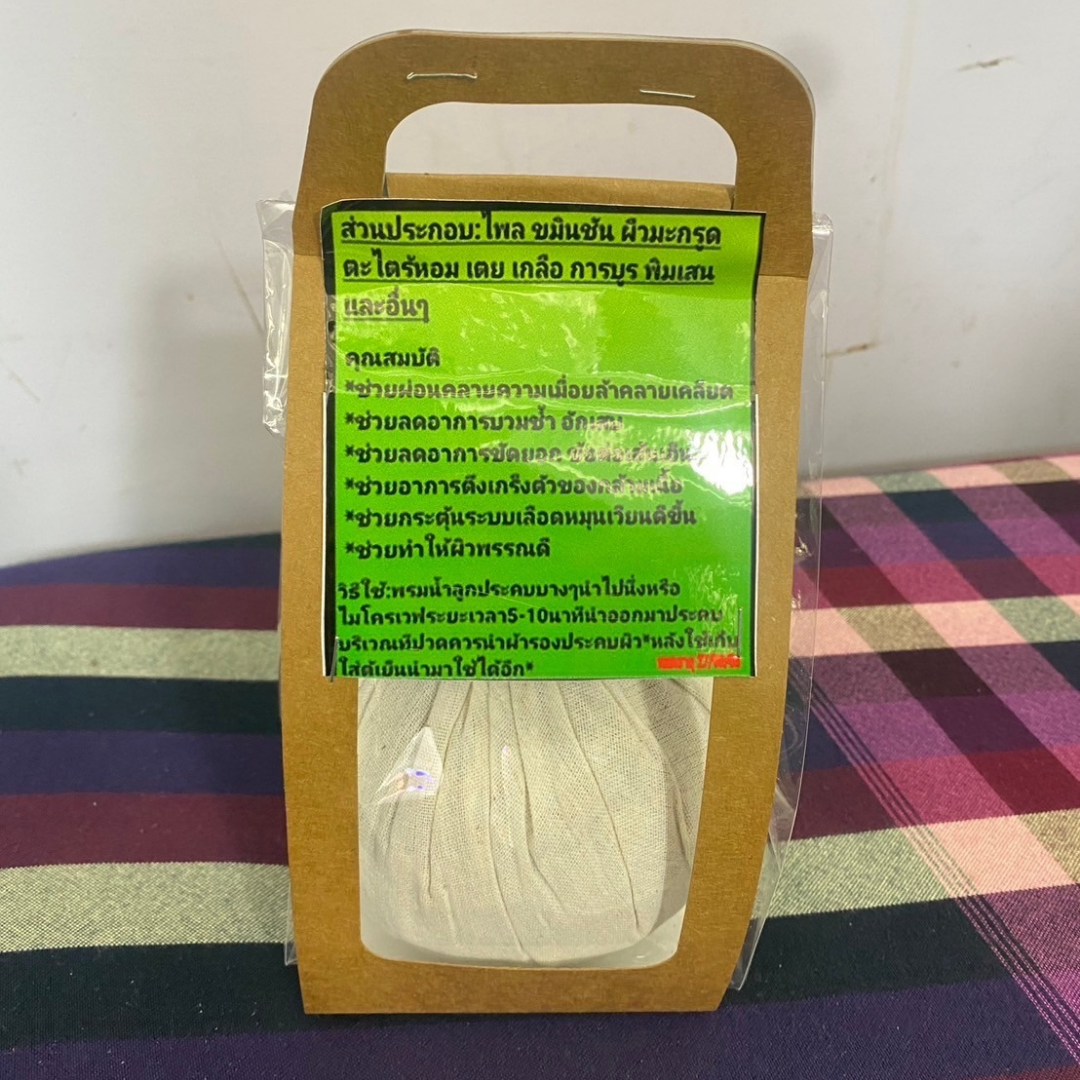 ส่วนประกอบ:ไพล ขมินชัน ผิวมะกรูด
ตะไตร้หอม เตย เกลือ การบูร พิมเสน
และอื่นๆ
คุณสมบัติ
*ช่วยผ่อนคลายความเมื่อยล้าคลายเคลียด
*ช่วยลดอาการบวมช้ำ อักเสบ
*ช่วยลดอาการขัดยอก
*ช่วยอาการตึงเกร็งตัวของกล้ามเนื้อ
*ช่วยกระตุ้นระบบเลือดหมุนเวียนดีขึ้น
*ช่วยทำให้ผิวพรรณดี
วิธีใช้:พรมน้ำลูกประคบบางๆนำไปนึ่งหรือ
ไมโครเวฟระยะเวลา5-10นาทีนำออกมาประคบ
บริเวณที่ปวดควรนำผ้ารองประคบผิว*หลังใช้เก็บ
ใส่ตู้เย็นนำมาใช้ได้อีก*